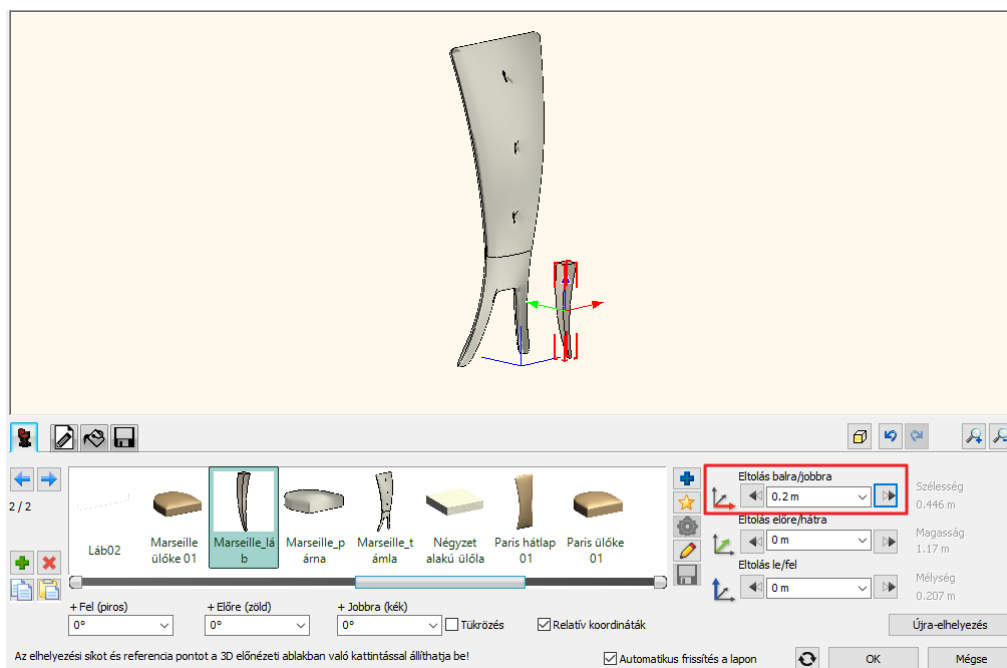 Eltolás balra/jobbra
0.2 m
Szélesség
0.446 m
2 / 2
Eltolás előre/hátra
0 m
Magasság
1.17 m
Eltolás le/fel
0 m
Mélység
0.207 m
Láb02
Marseille
ülőke 01
Marseille_lá
b
Marseille_p
árna
Marseille_t
ámla
Négyzet
alakú ülőla
Paris hátlap
01
Paris ülőke
01
+ Fel (piros)
0°
+ Előre (zöld)
0°
+ Jobbra (kék)
0°
Tükrözés
Relatív koordináták
Újra-elhelyezés
Az elhelyezési síkot és referencia pontot a 3D előnézeti ablakban való kattintással állíthatja be!
Automatikus frissítés a lapon
OK
Mégse